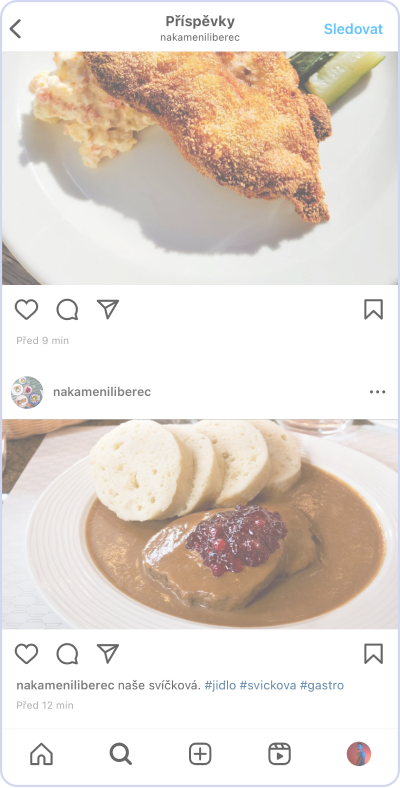 Příspěvky
nakameniliberec
Sledovat
Před 9 min
nakameniliberec
nakameniliberec naše svíčková. #jidlo #svickova #gastro
Před 12 min